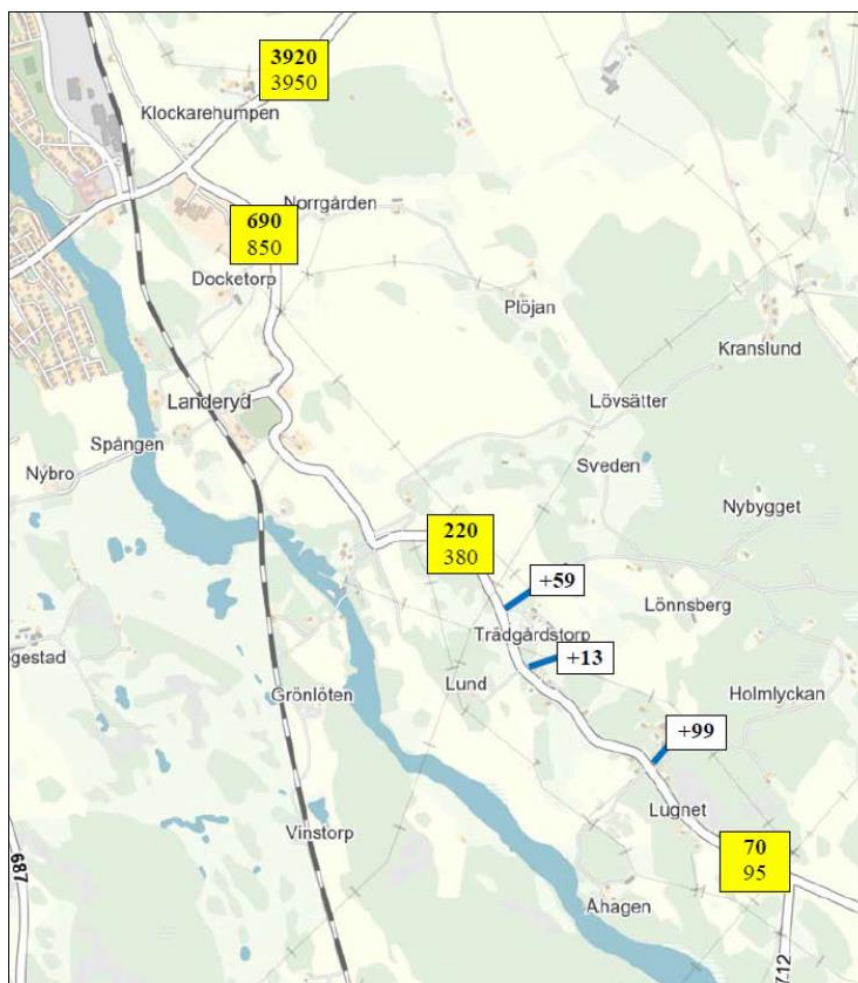 3920
3950
Klockarehumpen
Norrgården
690
850
Docketorp
Plöjan
Kranslund
Landeryd
Lövsätter
Spången
Sveden
Nybro
Nybygget
220
380
+59
Lönnsberg
Trädgårdstorp
+13
gestad
Lund
Grönlöten
Holmlyckan
+99
Lugnet
Vinstorp
687
70
95
Åhagen
712